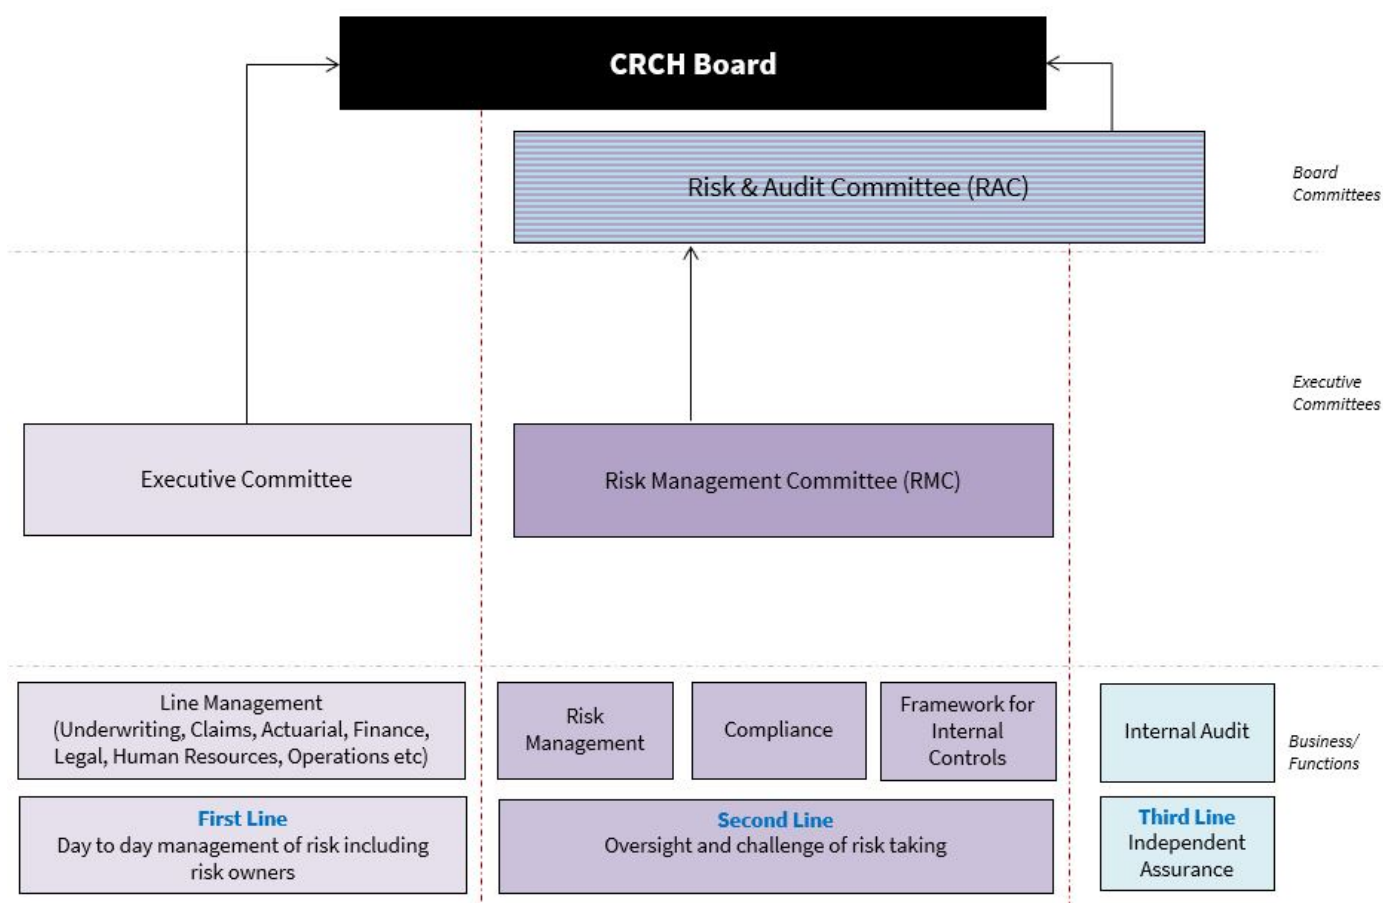 CRCH Board
Risk & Audit Committee (RAC)
Board
Committees
Executive
Committees
Executive Committee
Risk Management Committee (RMC)
Line Management
(Underwriting, Claims, Actuarial, Finance,
Legal, Human Resources, Operations etc)
Risk
Management
Compliance
Framework for
Internal
Controls
Internal Audit
Business/
Functions
First Line
Day to day management of risk including
risk owners
Second Line
Oversight and challenge of risk taking
Third Line
Independent
Assurance